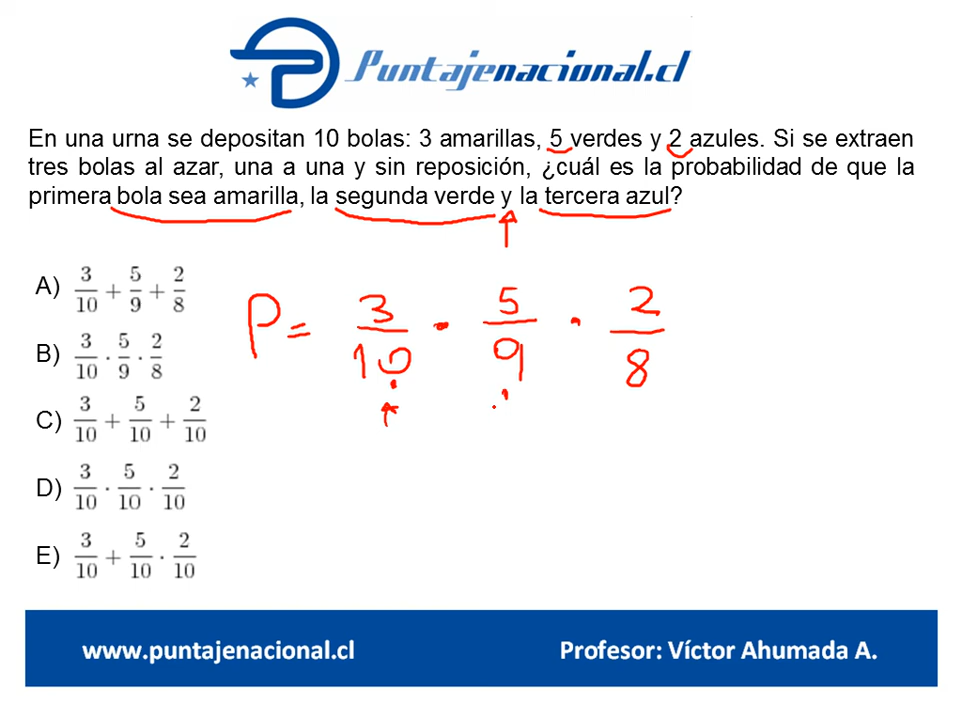 Puntajenacional.cl
En una urna se depositan 10 bolas: 3 amarillas, 5 verdes y 2 azules. Si se extraen
tres bolas al azar, una a una y sin reposición, ¿cuál es la probabilidad de que la
primera bola sea amarilla, la segunda verde y la tercera azul?
A) 3/10 + 5/9 + 2/8
P = 3/10 · 5/9 · 2/8
B) 3/10 · 5/9 · 2/8
C) 3/10 + 5/10 + 2/10
D) 3/10 · 5/10 · 2/10
E) 3/10 + 5/10 · 2/10
www.puntajenacional.cl
Profesor: Víctor Ahumada A.